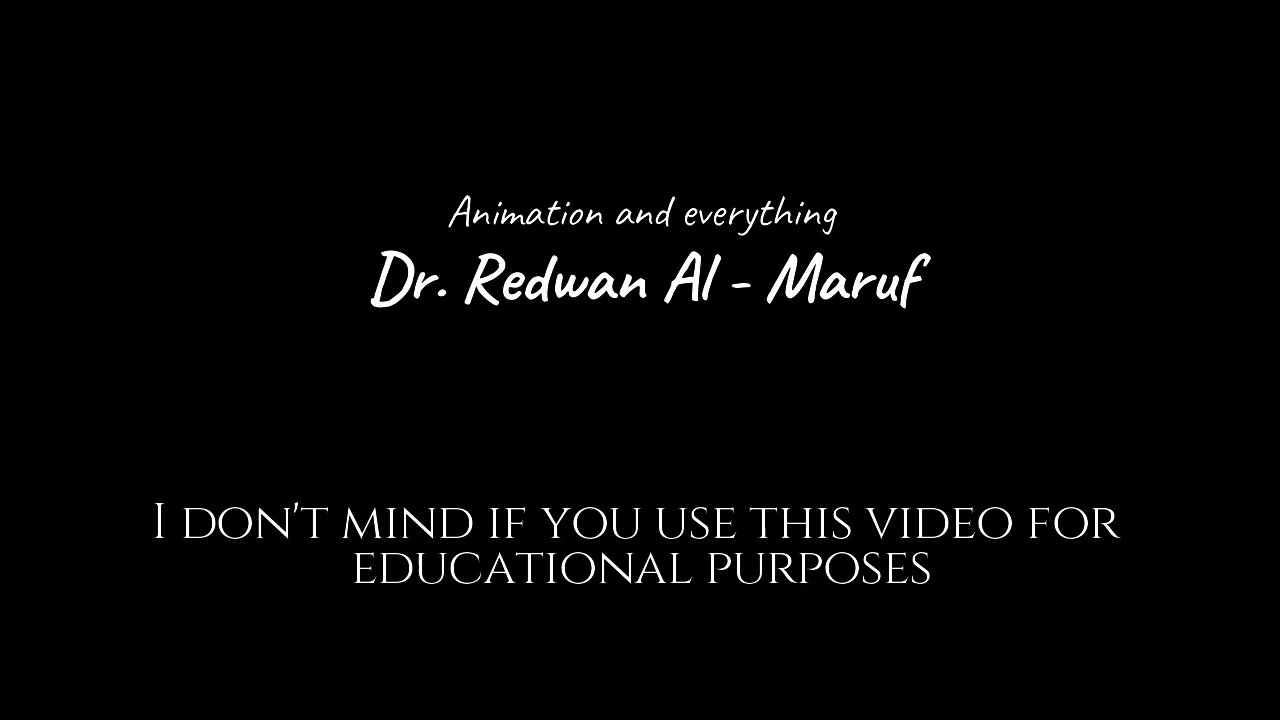 Animation and everything
Dr. Redwan Al - Maruf
I DON'T MIND IF YOU USE THIS VIDEO FOR
EDUCATIONAL PURPOSES